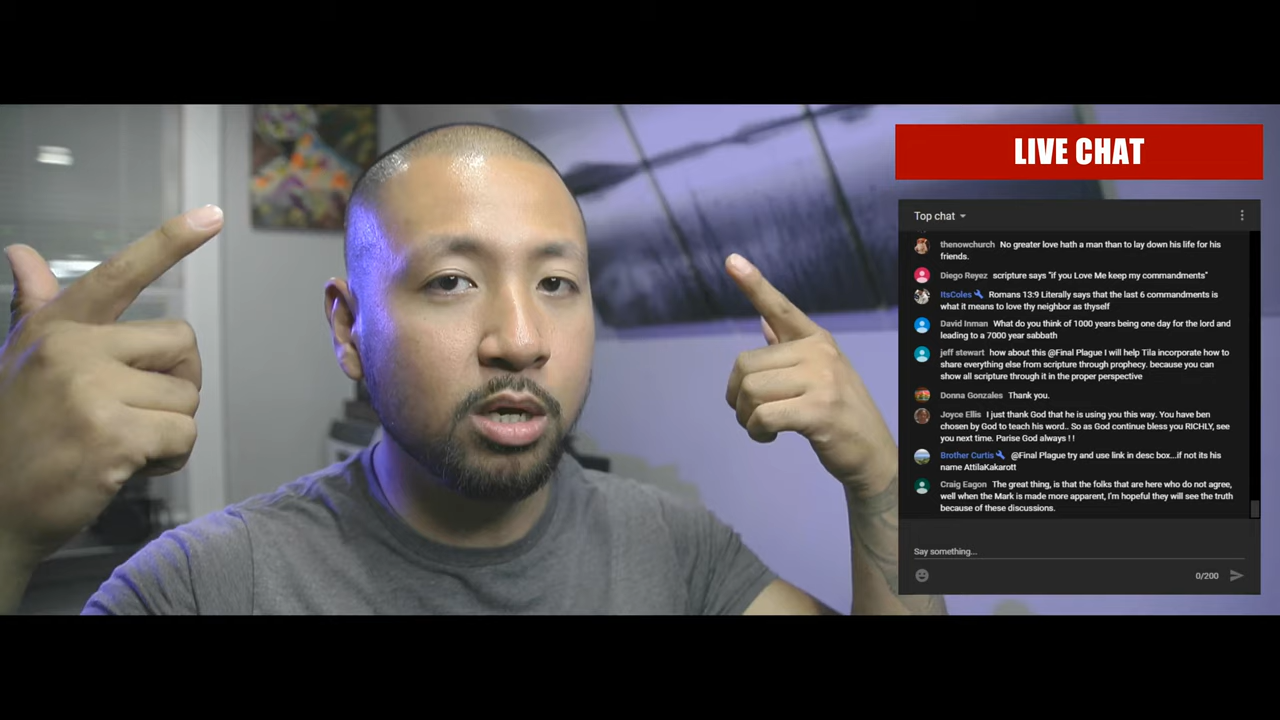 LIVE CHAT
Top chat
thenowchurch No greater love hath a man than to lay down his life for his
friends.
Diego Reyez scripture says "if you Love Me keep my commandments"
ItsColes Romans 13:9 Literally says that the last 6 commandments is
what it means to love thy neighbor as thyself
David Inman What do you think of 1000 years being one day for the lord and
leading to a 7000 year sabbath
jeff stewart how about this @Final Plague I will help Tila incorporate how to
share everything else from scripture through prophecy. because you can
show all scripture through it in the proper perspective
Donna Gonzales Thank you.
Joyce Ellis I just thank God that he is using you this way. You have ben
chosen by God to teach his word.. So as God continue bless you RICHLY, see
you next time. Parise God always ! !
Brother Curtis @Final Plague try and use link in desc box...if not its his
name AttilaKakarott
Craig Eagon The great thing, is that the folks that are here who do not agree,
well when the Mark is made more apparent, I'm hopeful they will see the truth
because of these discussions.
Say something...
0/200